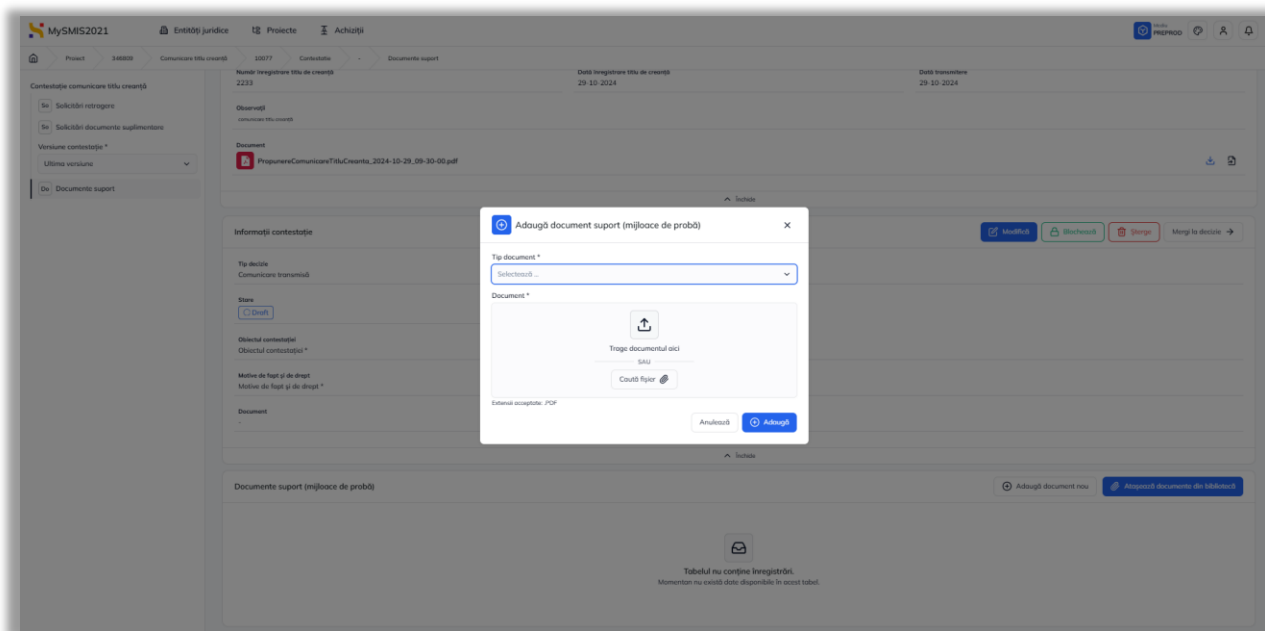 MySMIS2021
Entități juridice
Proiecte
Achiziții
Mediu
PREPROD
Proiect
346809
Comunicare titlu creanță
10077
Contestatie
-
Documente suport
Contestație comunicare titlu creanță
So Solicitări retragere
So Solicitări documente suplimentare
Versiune contestație *
Ultima versiune
Do Documente suport
Număr înregistrare titlu de creanță
2233
Dată înregistrare titlu de creanță
29-10-2024
Dată transmitere
29-10-2024
Observații
comunicare titlu creanță
Document
PropunereComunicareTitluCreanta_2024-10-29_09-30-00.pdf
Închide
Informații contestație
Modifică
Blochează
Șterge
Mergi la decizie
Tip decizie
Comunicare transmisă
Stare
Draft
Obiectul contestației
Obiectul contestației *
Motive de fapt și de drept
Motive de fapt și de drept *
Document
-
Închide
Adaugă document suport (mijloace de probă)
Tip document *
Selectează ...
Document *
Trage documentul aici
SAU
Caută fișier
Extensii acceptate: .PDF
Anulează
Adaugă
Documente suport (mijloace de probă)
Adaugă document nou
Atașează documente din bibliotecă
Tabelul nu conține înregistrări.
Momentan nu există date disponibile în acest tabel.